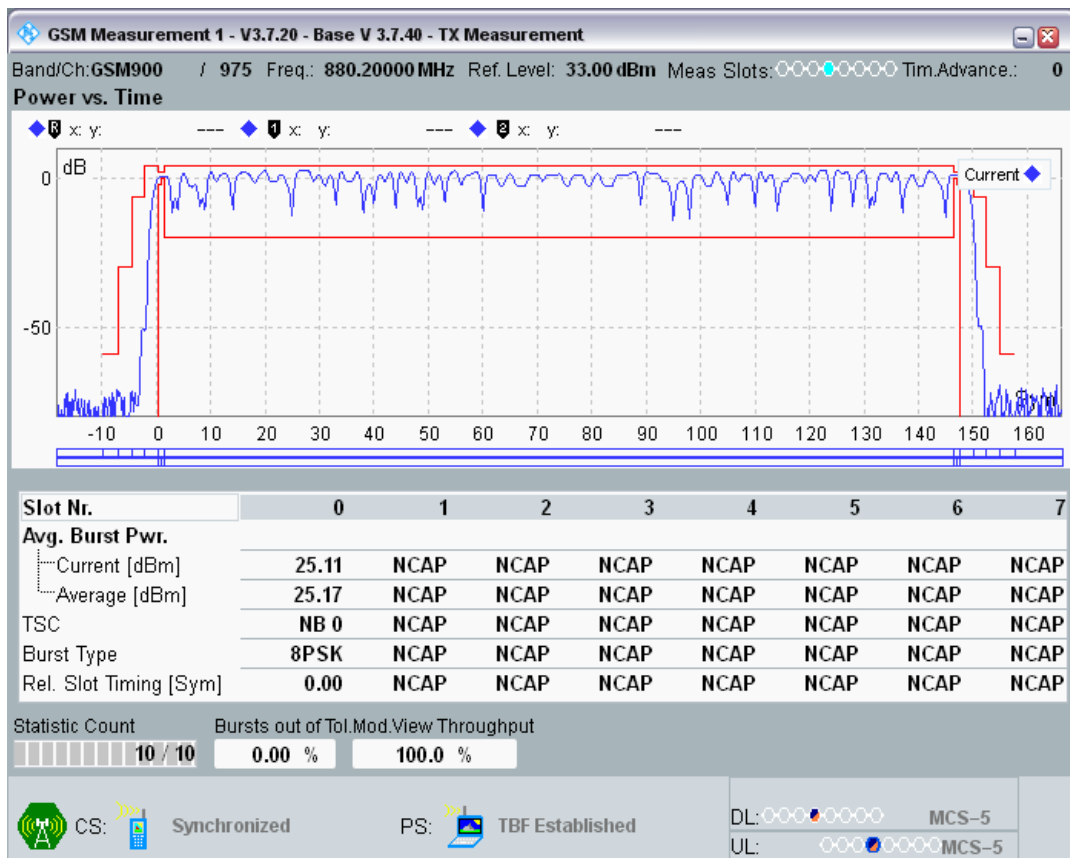 GSM Measurement 1 - V3.7.20 - Base V 3.7.40 - TX Measurement
Band/Ch:GSM900 / 975 Freq.: 880.20000 MHz Ref. Level: 33.00 dBm Meas Slots: Tim.Advance.: 0
Power vs. Time
R x: y: --- 1 x: y: --- 2 x: y: ---
dB
Current
0
-50
Sym
-10 0 10 20 30 40 50 60 70 80 90 100 110 120 130 140 150 160
Slot Nr. 0 1 2 3 4 5 6 7
Avg. Burst Pwr.
Current [dBm] 25.11 NCAP NCAP NCAP NCAP NCAP NCAP NCAP
Average [dBm] 25.17 NCAP NCAP NCAP NCAP NCAP NCAP NCAP
TSC NB 0 NCAP NCAP NCAP NCAP NCAP NCAP NCAP
Burst Type 8PSK NCAP NCAP NCAP NCAP NCAP NCAP NCAP
Rel. Slot Timing [Sym] 0.00 NCAP NCAP NCAP NCAP NCAP NCAP NCAP
Statistic Count Bursts out of Tol.Mod.View Throughput
10 / 10 0.00 % 100.0 %
CS: Synchronized PS: TBF Established DL: MCS-5
UL: MCS-5